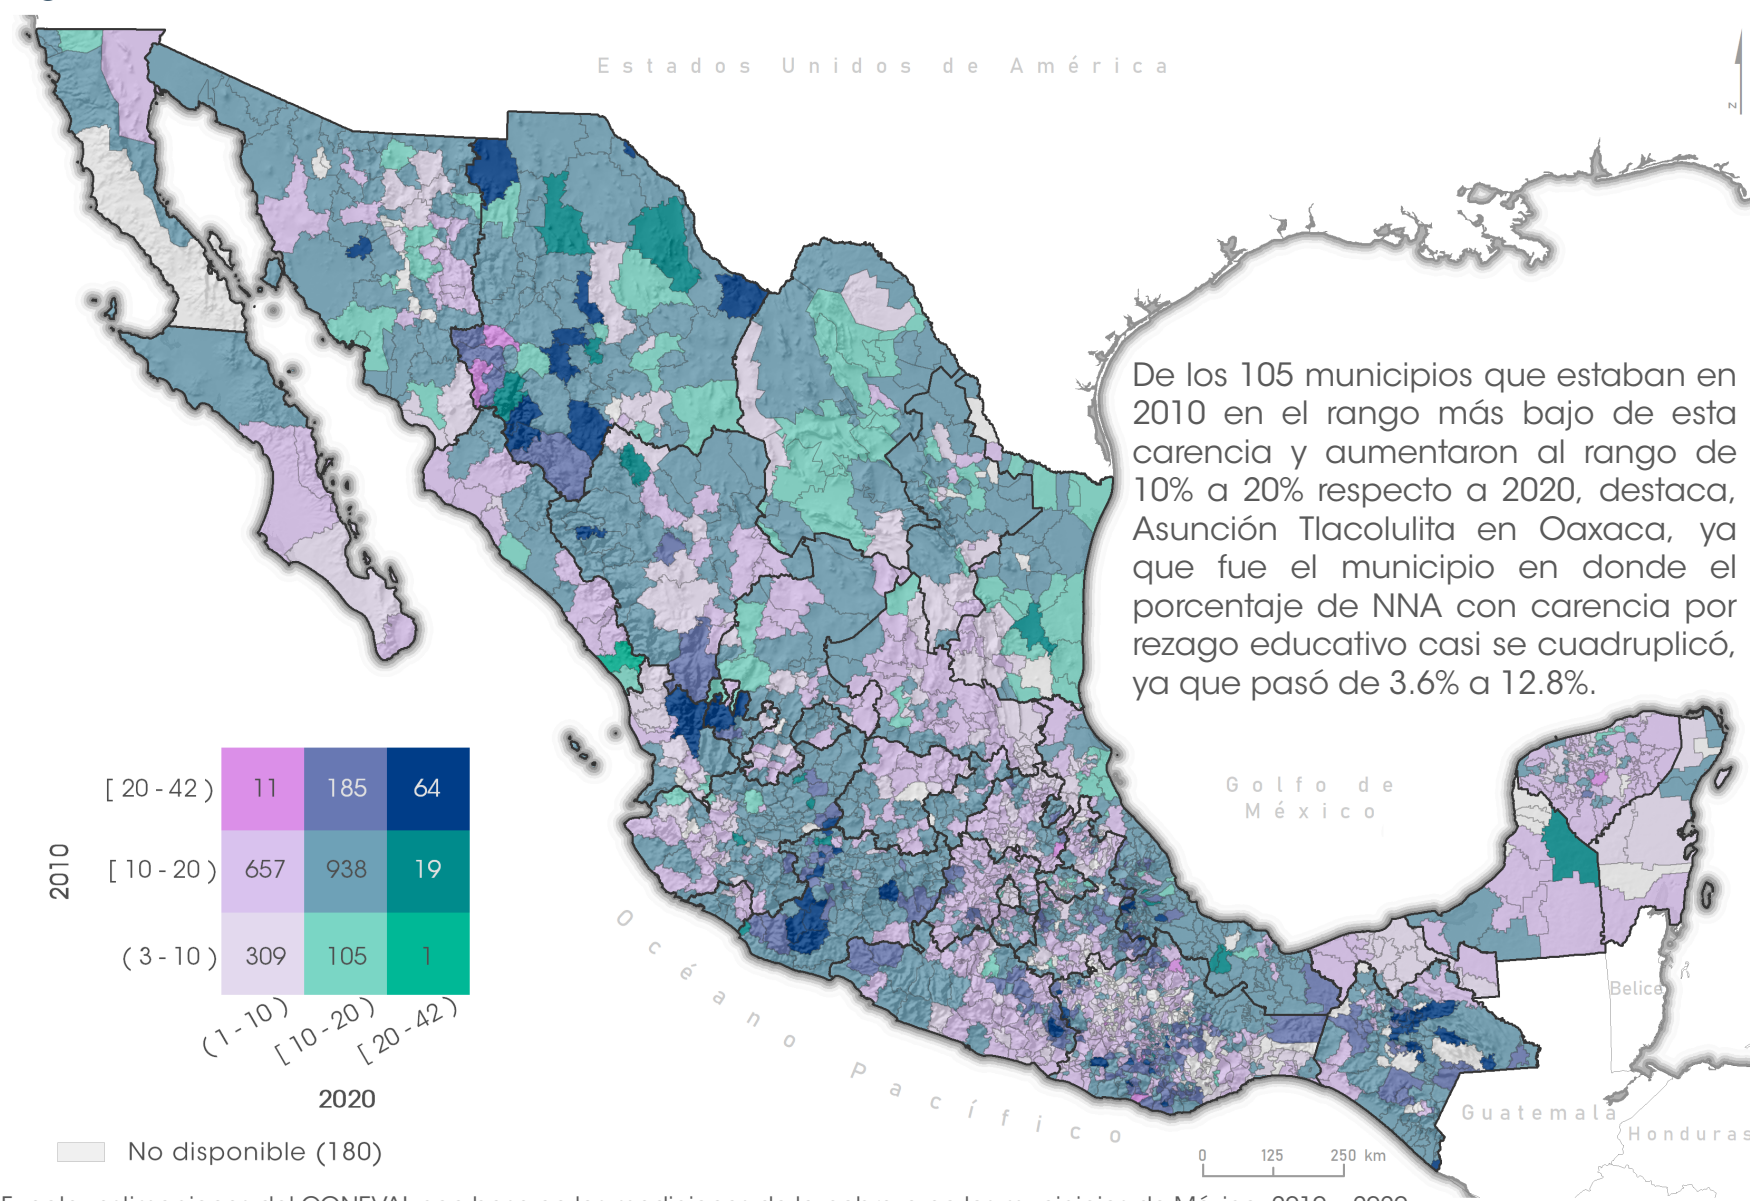 Estados Unidos de América
N
De los 105 municipios que estaban en
2010 en el rango más bajo de esta
carencia y aumentaron al rango de
10% a 20% respecto a 2020, destaca,
Asunción Tlacolulita en Oaxaca, ya
que fue el municipio en donde el
porcentaje de NNA con carencia por
rezago educativo casi se cuadruplicó,
ya que pasó de 3.6% a 12.8%.
Golfo de
México
2010
[ 20 - 42 ) 11 185 64
[ 10 - 20 ) 657 938 19
( 3 - 10 ) 309 105 1
( 1 - 10 ) [ 10 - 20 ) [ 20 - 42 )
2020
No disponible (180)
Océano Pacífico
Belice
Guatemala
Honduras
0 125 250 km